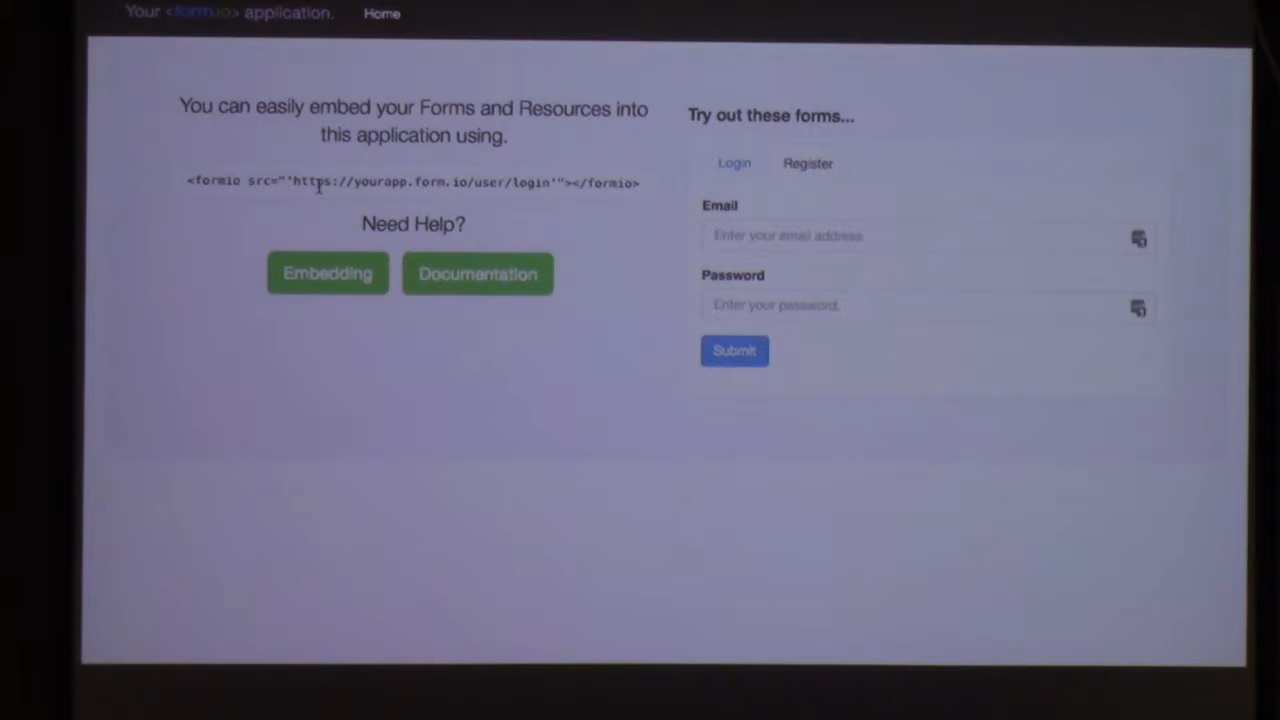 Your <form.io> application. Home
You can easily embed your Forms and Resources into
this application using.
<formio src="'https://yourapp.form.io/user/login'"></formio>
Need Help?
Embedding Documentation
Try out these forms...
Login Register
Email
Enter your email address
Password
Enter your password.
Submit